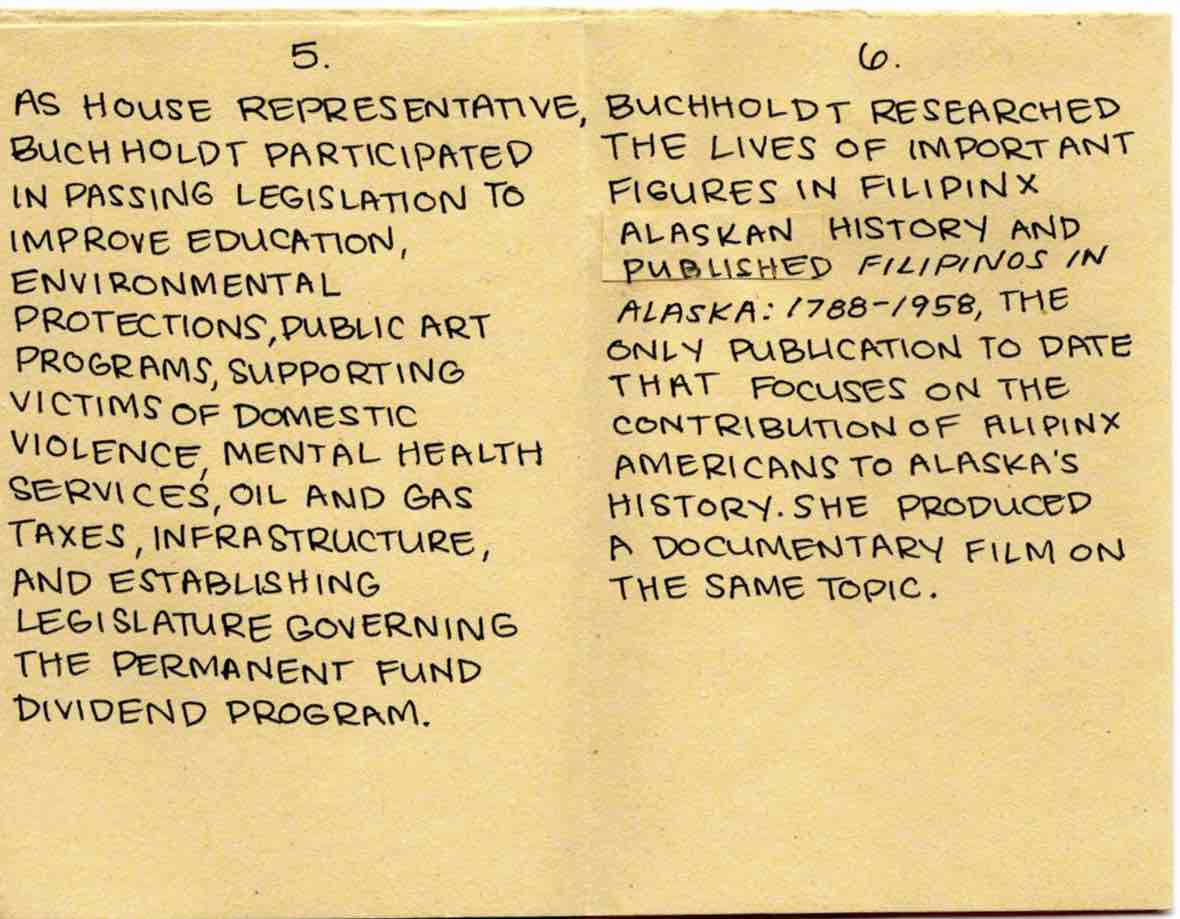 5.
AS HOUSE REPRESENTATIVE,
BUCHHOLDT PARTICIPATED
IN PASSING LEGISLATION TO
IMPROVE EDUCATION,
ENVIRONMENTAL
PROTECTIONS, PUBLIC ART
PROGRAMS, SUPPORTING
VICTIMS OF DOMESTIC
VIOLENCE, MENTAL HEALTH
SERVICES, OIL AND GAS
TAXES, INFRASTRUCTURE,
AND ESTABLISHING
LEGISLATURE GOVERNING
THE PERMANENT FUND
DIVIDEND PROGRAM.
6.
BUCHHOLDT RESEARCHED
THE LIVES OF IMPORTANT
FIGURES IN FILIPINX
ALASKAN HISTORY AND
PUBLISHED FILIPINOS IN
ALASKA: 1788-1958, THE
ONLY PUBLICATION TO DATE
THAT FOCUSES ON THE
CONTRIBUTION OF FILIPINX
AMERICANS TO ALASKA'S
HISTORY. SHE PRODUCED
A DOCUMENTARY FILM ON
THE SAME TOPIC.